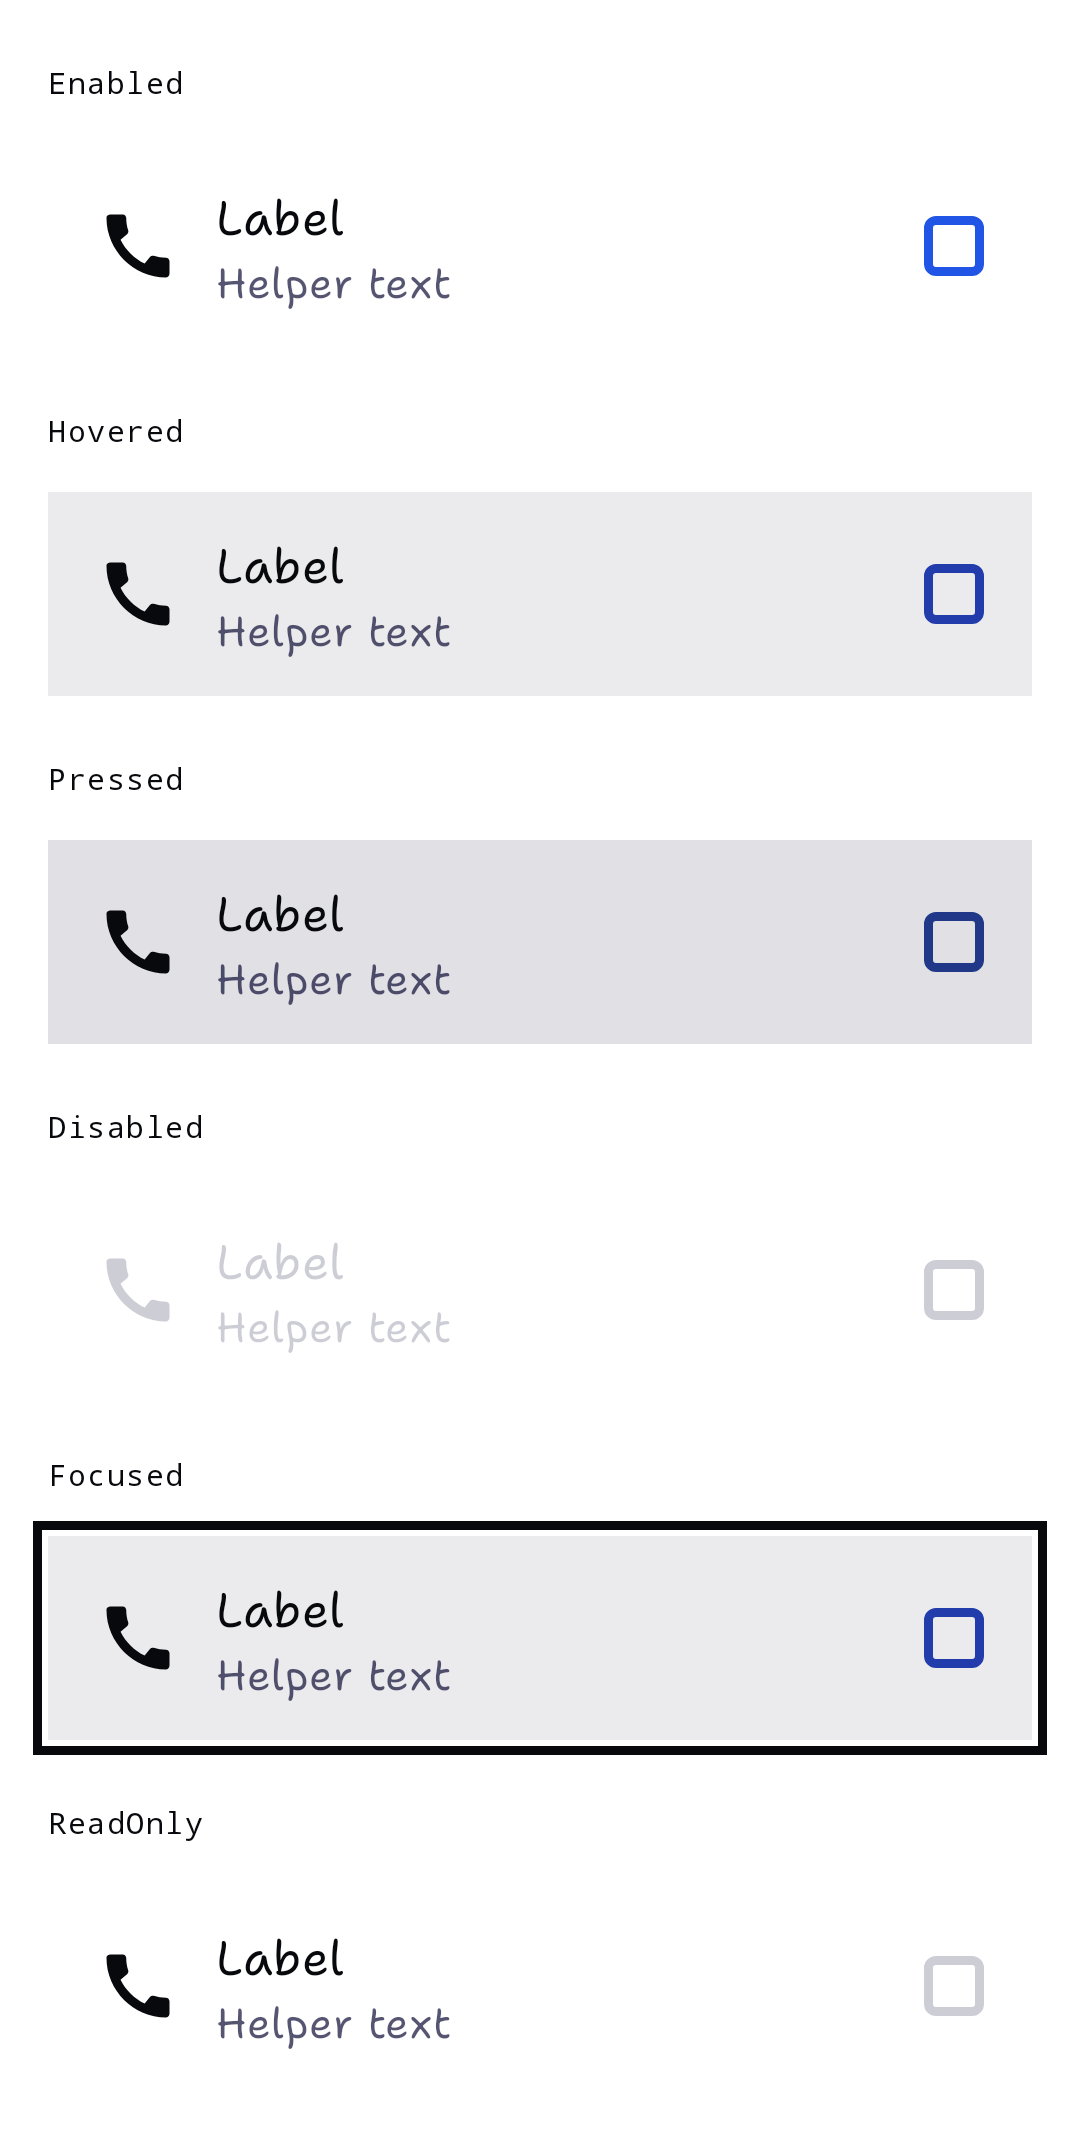 Enabled
Label
Helper text
Hovered
Label
Helper text
Pressed
Label
Helper text
Disabled
Label
Helper text
Focused
Label
Helper text
ReadOnly
Label
Helper text